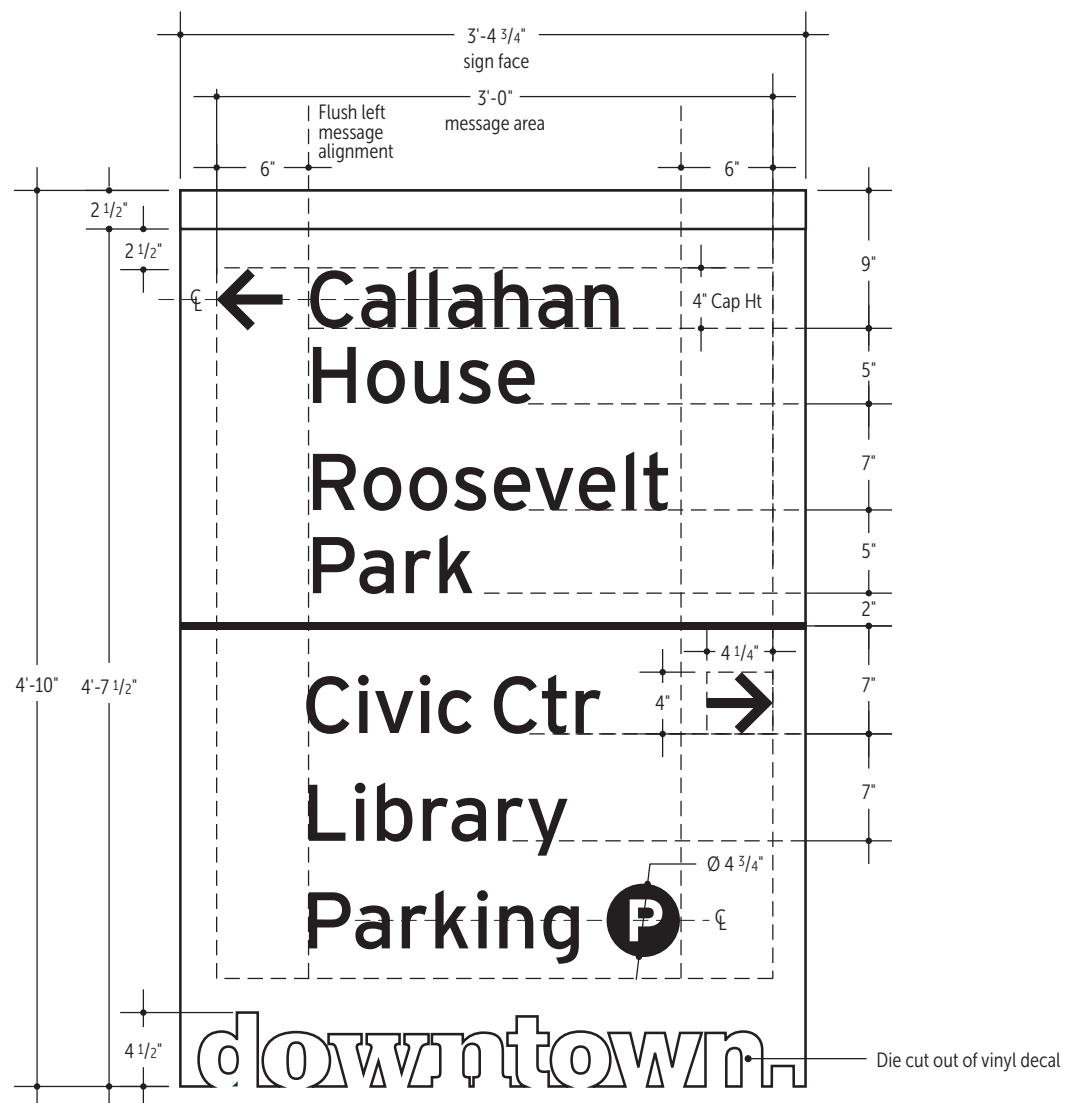 3'-4 3/4"
sign face
3'-0"
message area
Flush left
message
alignment
6"
6"
2 1/2"
2 1/2"
9"
℄
Callahan
4" Cap Ht
House
5"
Roosevelt
7"
Park
5"
2"
4 1/4"
4'-10"
4'-7 1/2"
Civic Ctr
4"
7"
Library
7"
Ø 4 3/4"
Parking
P
℄
4 1/2"
downtown
Die cut out of vinyl decal